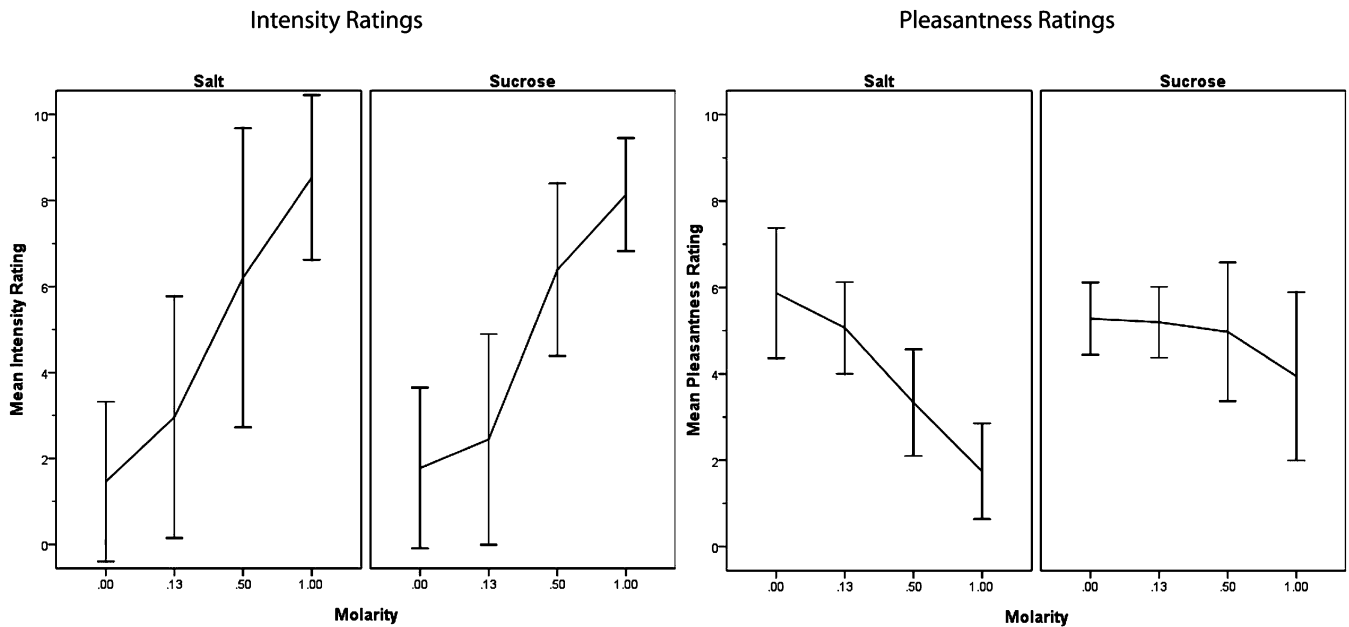 Intensity Ratings
Pleasantness Ratings
Salt
Sucrose
Mean Intensity Rating
10
8
6
4
2
0
.00
.13
.50
1.00
.00
.13
.50
1.00
Molarity
Salt
Sucrose
Mean Pleasantness Rating
10
8
6
4
2
0
.00
.13
.50
1.00
.00
.13
.50
1.00
Molarity